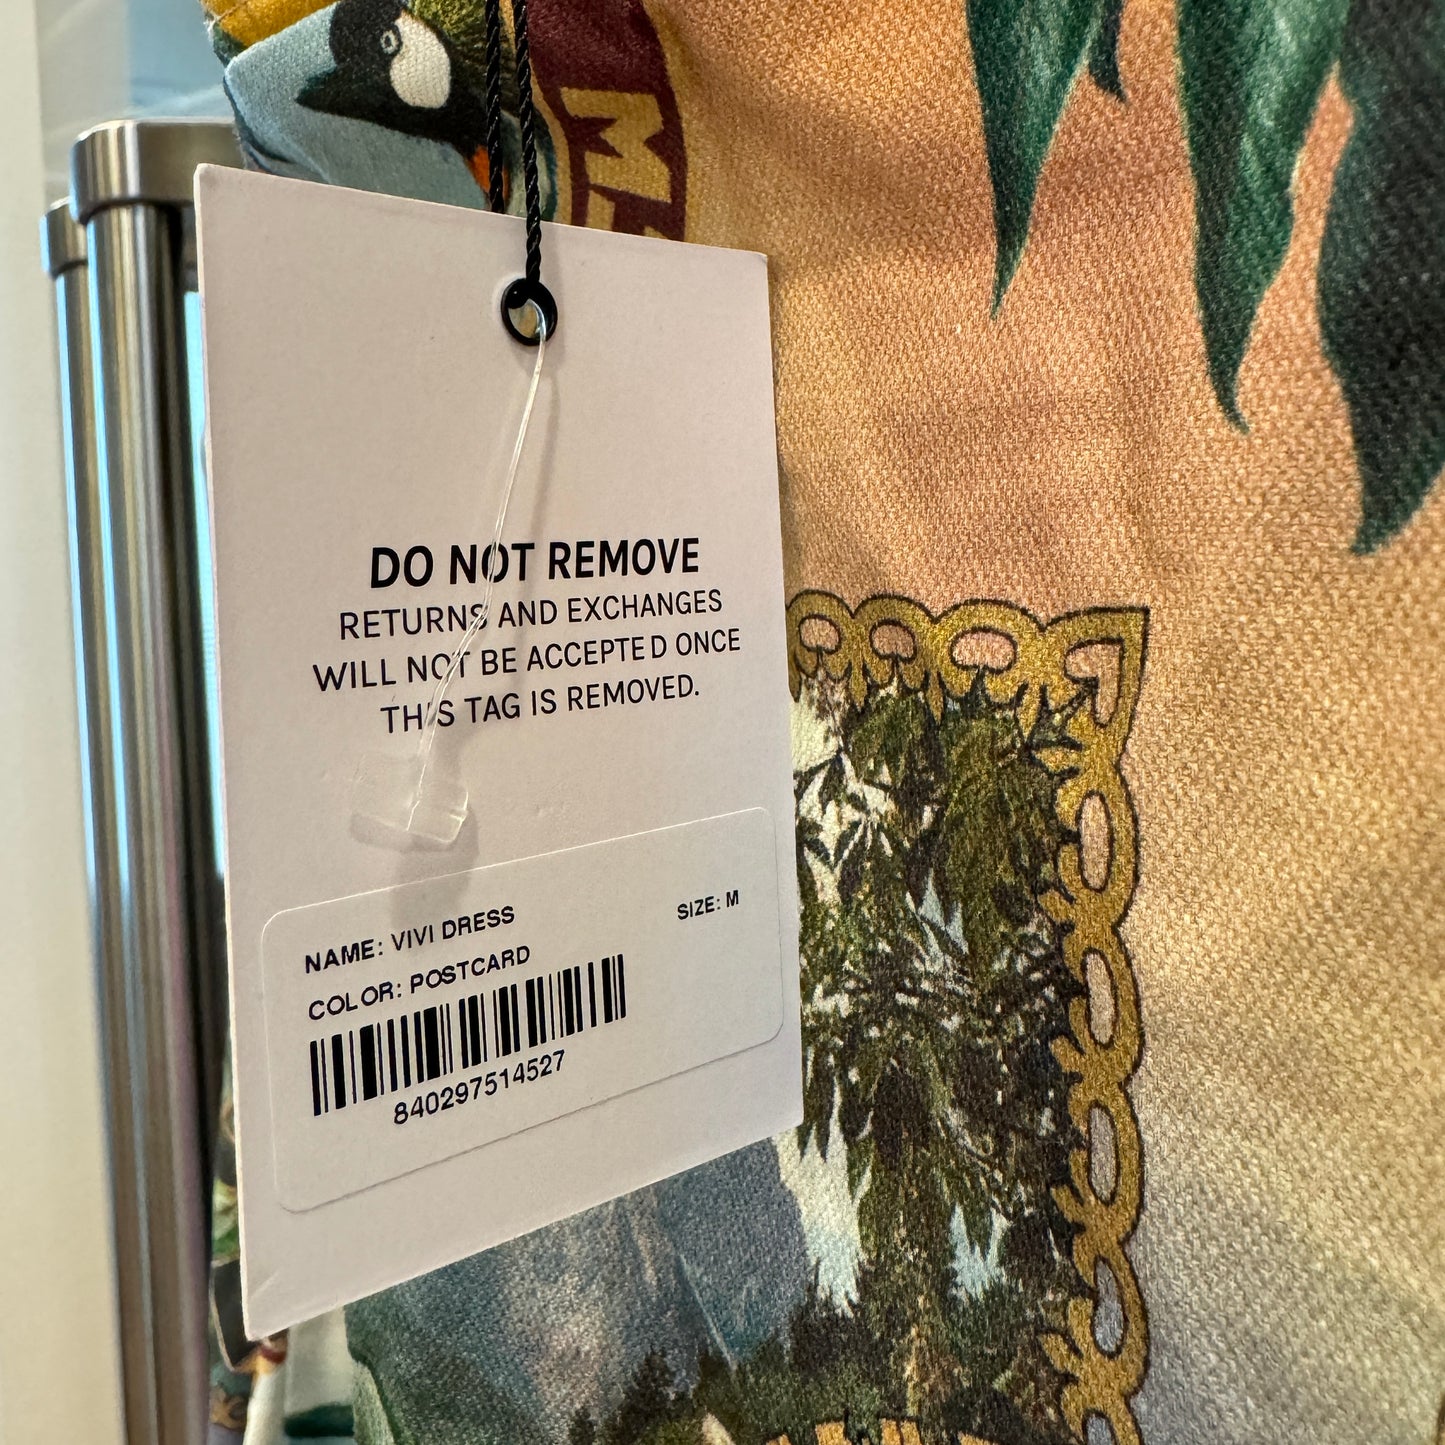 DO NOT REMOVE
RETURNS AND EXCHANGES
WILL NOT BE ACCEPTED ONCE
THIS TAG IS REMOVED.
NAME: VIVI DRESS
SIZE: M
COLOR: POSTCARD
840297514527